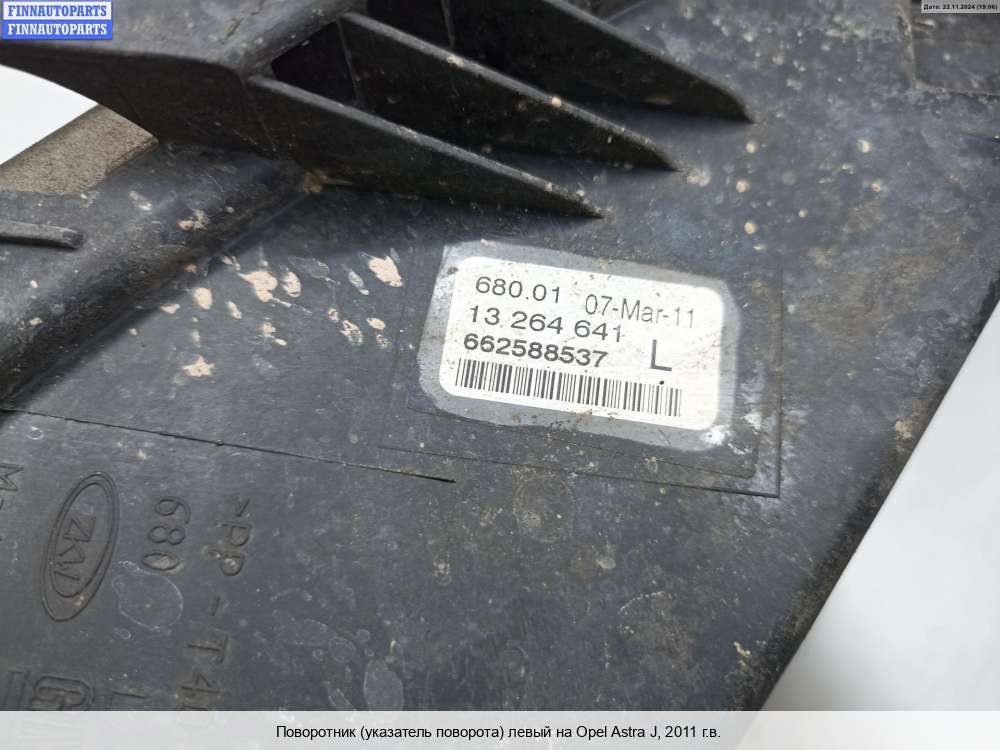 FINNAUTOPARTS
FINNAUTOPARTS
Дата: 22.11.2024 (19:06)
680.01 07-Mar-11
13 264 641
662588537 L
ZKW
680
>PP - T40
Поворотник (указатель поворота) левый на Opel Astra J, 2011 г.в.